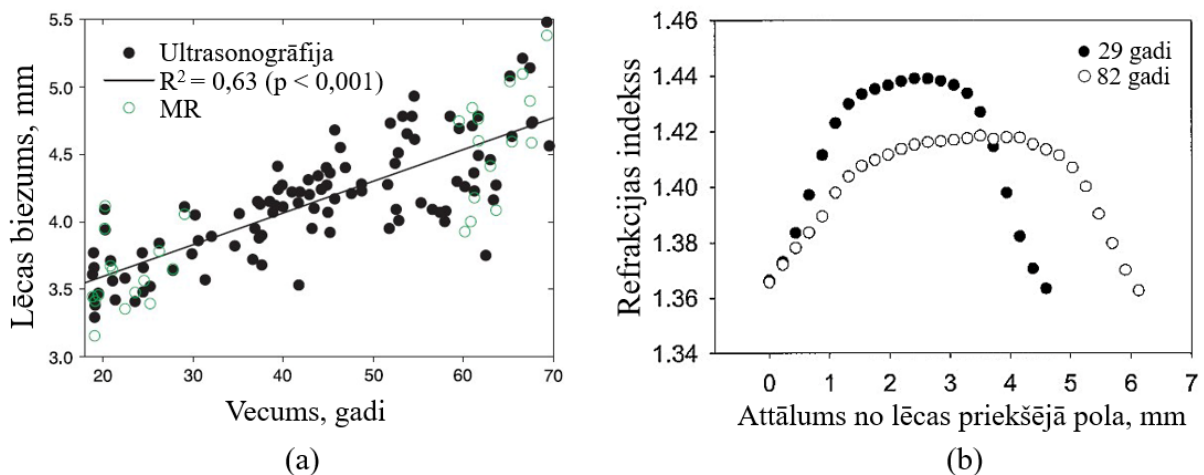 5.5
5.0
4.5
4.0
3.5
3.0
Lēcas biezums, mm
Ultrasonogrāfija
R² = 0,63 (p < 0,001)
MR
20
30
40
50
60
70
Vecums, gadi
(a)
1.46
1.44
1.42
1.40
1.38
1.36
1.34
Refrakcijas indekss
29 gadi
82 gadi
0
1
2
3
4
5
6
7
Attālums no lēcas priekšējā pola, mm
(b)